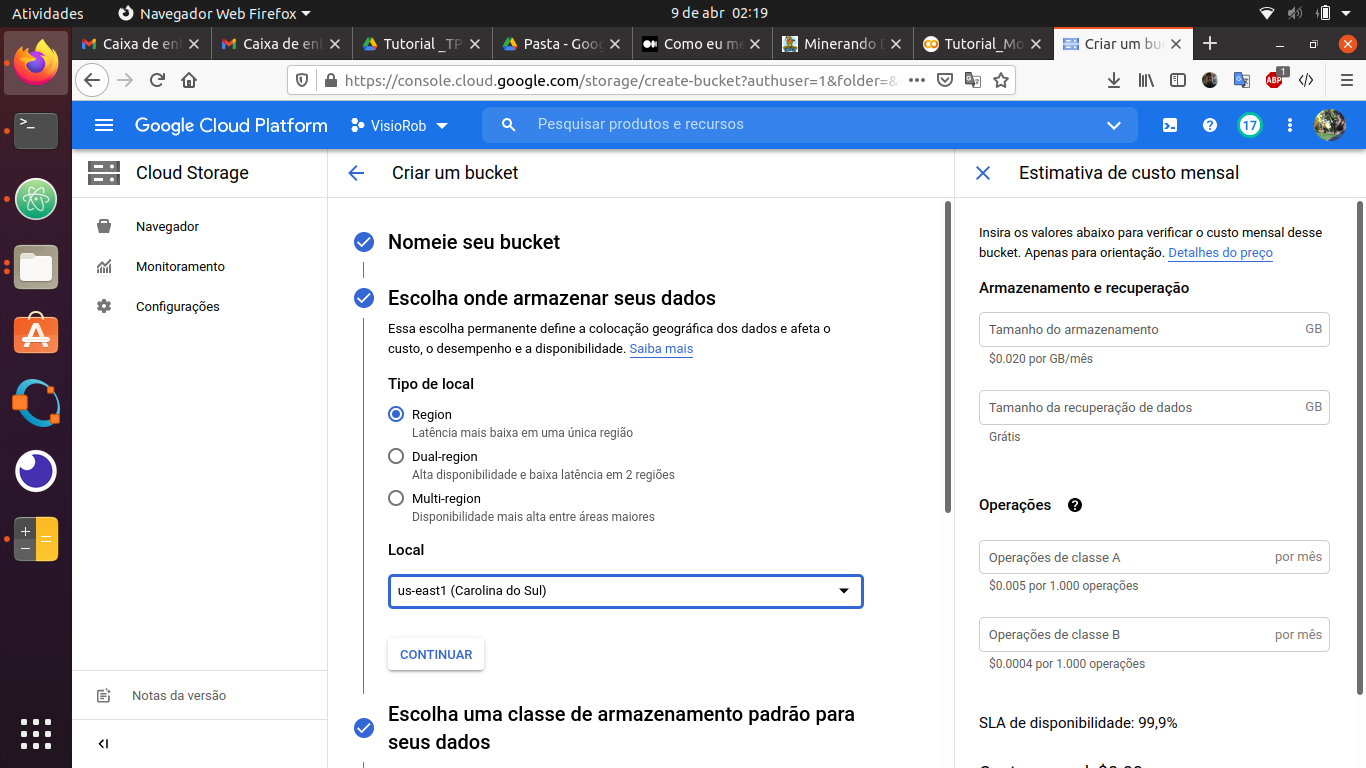 Atividades
Navegador Web Firefox
9 de abr 02:19
Caixa de ent
Caixa de ent
Tutorial _TP
Pasta - Goog
Como eu me
Minerando D
Tutorial_Mo
Criar um buc
https://console.cloud.google.com/storage/create-bucket?authuser=1&folder=&
ABP
1
Google Cloud Platform
VisioRob
Pesquisar produtos e recursos
17
Cloud Storage
Criar um bucket
Estimativa de custo mensal
Navegador
Monitoramento
Configurações
Notas da versão
Nomeie seu bucket
Escolha onde armazenar seus dados
Essa escolha permanente define a colocação geográfica dos dados e afeta o
custo, o desempenho e a disponibilidade. Saiba mais
Tipo de local
Region
Latência mais baixa em uma única região
Dual-region
Alta disponibilidade e baixa latência em 2 regiões
Multi-region
Disponibilidade mais alta entre áreas maiores
Local
us-east1 (Carolina do Sul)
CONTINUAR
Escolha uma classe de armazenamento padrão para
seus dados
Insira os valores abaixo para verificar o custo mensal desse
bucket. Apenas para orientação. Detalhes do preço
Armazenamento e recuperação
Tamanho do armazenamento GB
$0.020 por GB/mês
Tamanho da recuperação de dados GB
Grátis
Operações
Operações de classe A por mês
$0.005 por 1.000 operações
Operações de classe B por mês
$0.0004 por 1.000 operações
SLA de disponibilidade: 99,9%